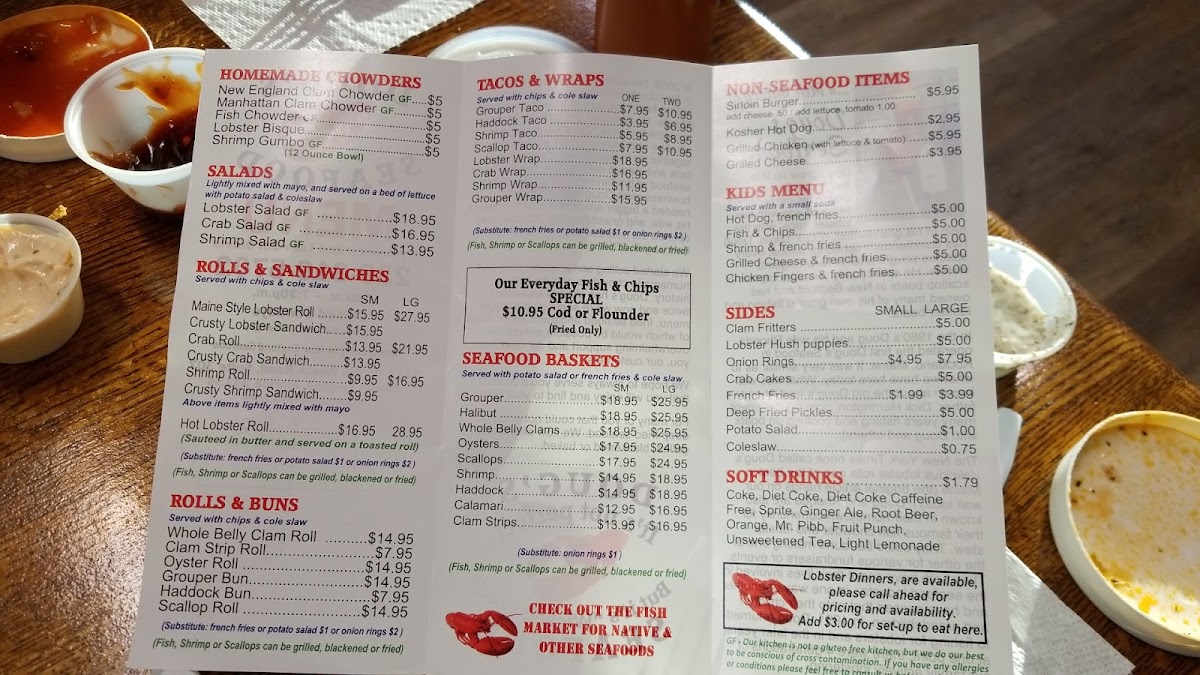 HOMEMADE CHOWDERS
New England Clam Chowder GF.....$5
Manhattan Clam Chowder GF.....$5
Fish Chowder GF.....$5
Lobster Bisque.....$5
Shrimp Gumbo GF.....$5
(12 Ounce Bowl)
SALADS
Lightly mixed with mayo, and served on a bed of lettuce
with potato salad & coleslaw
Lobster Salad GF .....$18.95
Crab Salad GF .....$16.95
Shrimp Salad GF .....$13.95
ROLLS & SANDWICHES
Served with chips & cole slaw
SM LG
Maine Style Lobster Roll .....$15.95 $27.95
Crusty Lobster Sandwich.....$15.95
Crab Roll.....$13.95 $21.95
Crusty Crab Sandwich.....$13.95
Shrimp Roll.....$9.95 $16.95
Crusty Shrimp Sandwich.....$9.95
Above items lightly mixed with mayo
Hot Lobster Roll.....$16.95 28.95
(Sauteed in butter and served on a toasted roll)
(Substitute: french fries or potato salad $1 or onion rings $2 )
(Fish, Shrimp or Scallops can be grilled, blackened or fried)
ROLLS & BUNS
Served with chips & cole slaw
Whole Belly Clam Roll .....$14.95
Clam Strip Roll.....$7.95
Oyster Roll .....$14.95
Grouper Bun.....$14.95
Haddock Bun.....$7.95
Scallop Roll .....$14.95
(Substitute: french fries or potato salad $1 or onion rings $2 )
(Fish, Shrimp or Scallops can be grilled, blackened or fried)
TACOS & WRAPS
Served with chips & cole slaw ONE TWO
Grouper Taco .....$7.95 $10.95
Haddock Taco .....$3.95 $6.95
Shrimp Taco.....$5.95 $8.95
Scallop Taco.....$7.95 $10.95
Lobster Wrap.....$18.95
Crab Wrap.....$16.95
Shrimp Wrap.....$11.95
Grouper Wrap.....$15.95
(Substitute: french fries or potato salad $1 or onion rings $2 )
(Fish, Shrimp or Scallops can be grilled, blackened or fried)
Our Everyday Fish & Chips
SPECIAL
$10.95 Cod or Flounder
(Fried Only)
SEAFOOD BASKETS
Served with potato salad or french fries & cole slaw
SM LG
Grouper.....$18.95 $25.95
Halibut .....$18.95 $25.95
Whole Belly Clams.....$18.95 $25.95
Oysters.....$17.95 $24.95
Scallops.....$17.95 $24.95
Shrimp.....$14.95 $18.95
Haddock.....$14.95 $18.95
Calamari.....$12.95 $16.95
Clam Strips.....$13.95 $16.95
(Substitute: onion rings $1 )
(Fish, Shrimp or Scallops can be grilled, blackened or fried)
CHECK OUT THE FISH
MARKET FOR NATIVE &
OTHER SEAFOODS
NON-SEAFOOD ITEMS
Sirloin Burger..... $5.95
add cheese .50 add lettuce, tomato 1.00
Kosher Hot Dog.....$2.95
Grilled Chicken (with lettuce & tomato).....$5.95
Grilled Cheese.....$3.95
KIDS MENU
Served with a small soda
Hot Dog, french fries.....$5.00
Fish & Chips.....$5.00
Shrimp & french fries .....$5.00
Grilled Cheese & french fries.....$5.00
Chicken Fingers & french fries.....$5.00
SIDES SMALL LARGE
Clam Fritters .....$5.00
Lobster Hush puppies.....$5.00
Onion Rings.....$4.95 $7.95
Crab Cakes.....$5.00
French Fries.....$1.99 $3.99
Deep Fried Pickles.....$5.00
Potato Salad.....$1.00
Coleslaw.....$0.75
SOFT DRINKS.....$1.79
Coke, Diet Coke, Diet Coke Caffeine
Free, Sprite, Ginger Ale, Root Beer,
Orange, Mr. Pibb, Fruit Punch,
Unsweetened Tea, Light Lemonade
Lobster Dinners, are available,
please call ahead for
pricing and availability.
Add $3.00 for set-up to eat here.
GF - Our kitchen is not a gluten free kitchen, but we do our best
to be conscious of cross contamination. If you have any allergies
or conditions please feel free to consult us